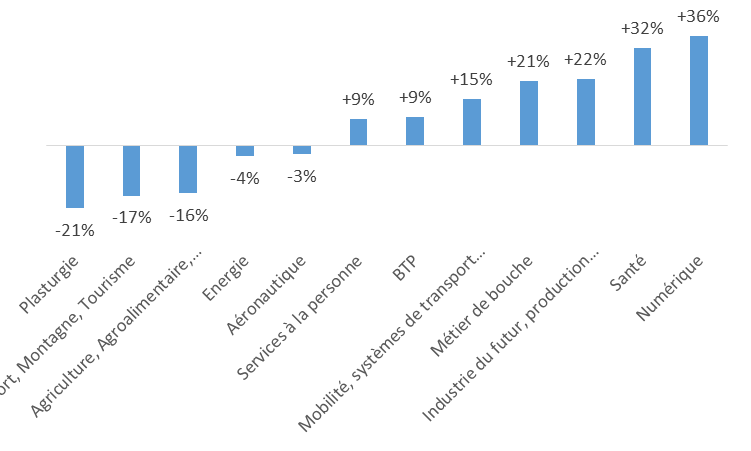 +36%
+32%
+22%
+21%
+15%
+9%
+9%
-3%
-4%
-16%
-17%
-21%
Plasturgie
Montagne, Tourisme
Agriculture, Agroalimentaire,...
Energie
Aéronautique
Services à la personne
BTP
Mobilité, systèmes de transport...
Métier de bouche
Industrie du futur, production...
Santé
Numérique